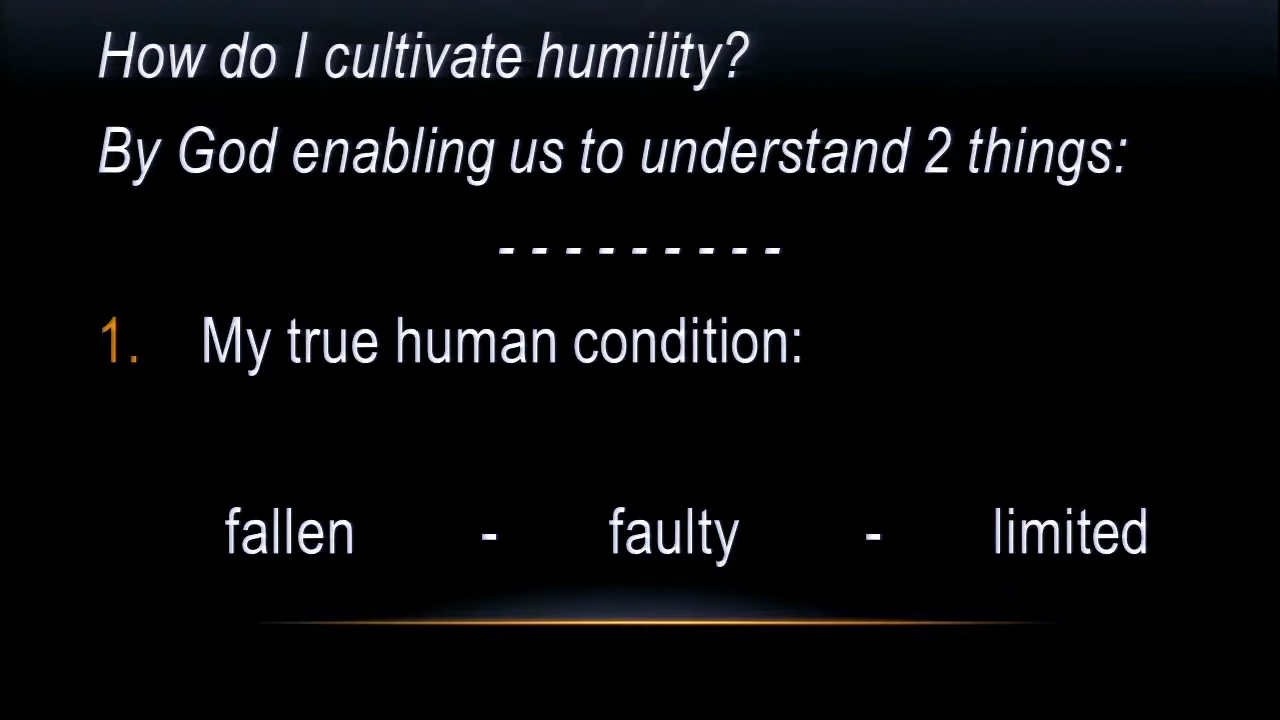 How do I cultivate humility?
By God enabling us to understand 2 things:
- - - - - - - - -
1. My true human condition:
fallen - faulty - limited